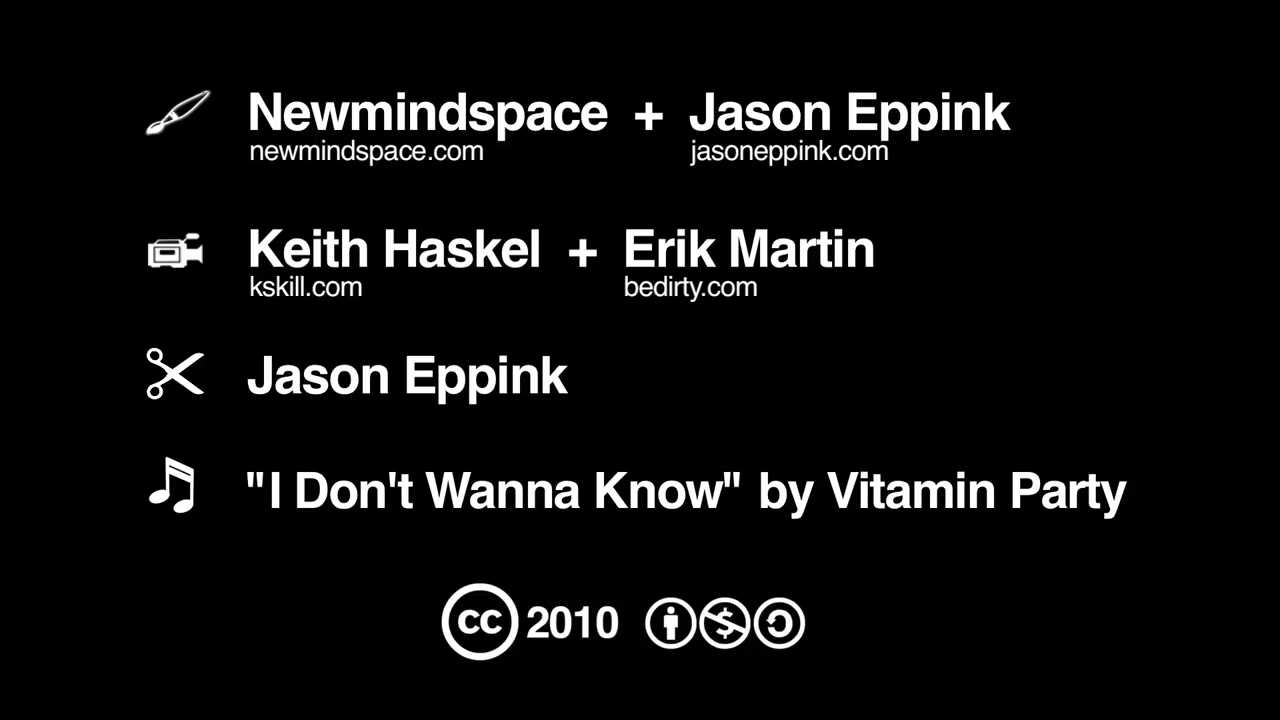 Newmindspace + Jason Eppink
newmindspace.com jasoneppink.com
Keith Haskel + Erik Martin
kskill.com bedirty.com
Jason Eppink
"I Don't Wanna Know" by Vitamin Party
cc 2010